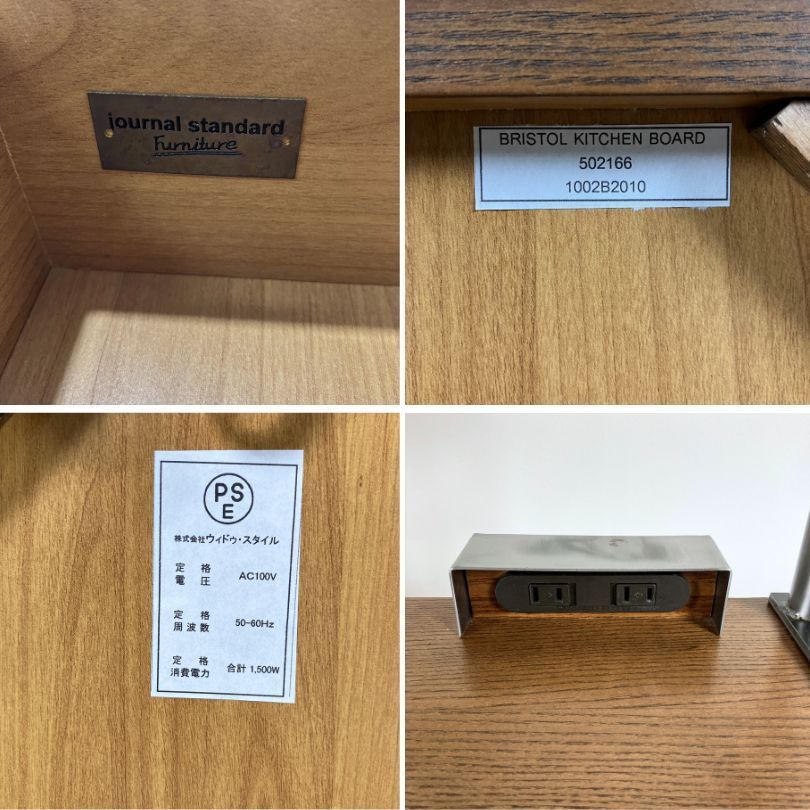 journal standard
Furniture
BRISTOL KITCHEN BOARD
502166
1002B2010
PS
E
株式会社ウィドゥ・スタイル
定格
電圧
AC100V
定格
周波数
50-60Hz
定格
消費電力
合計 1,500W